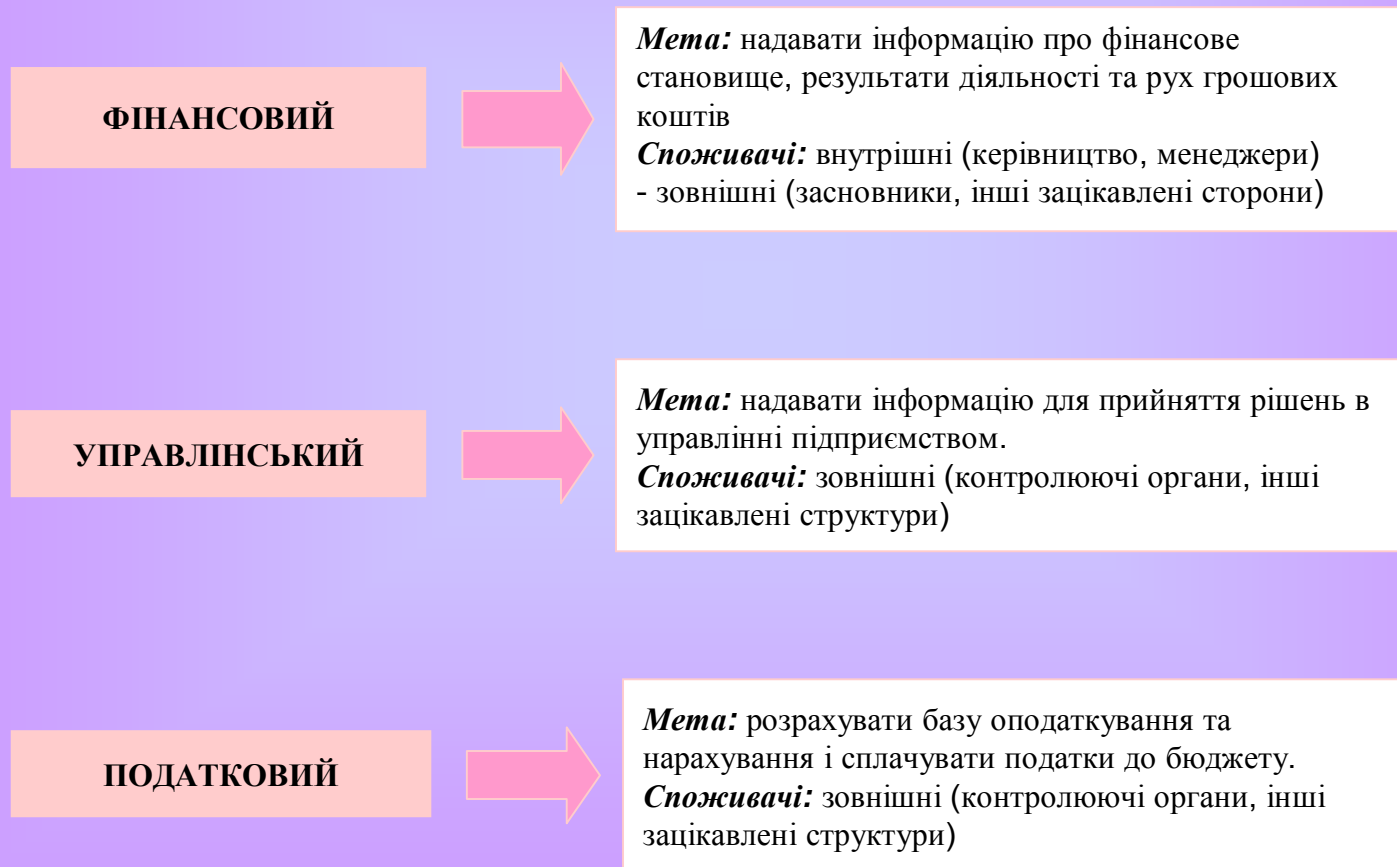 ФІНАНСОВИЙ
Мета: надавати інформацію про фінансове
становище, результати діяльності та рух грошових
коштів
Споживачі: внутрішні (керівництво, менеджери)
- зовнішні (засновники, інші зацікавлені сторони)
УПРАВЛІНСЬКИЙ
Мета: надавати інформацію для прийняття рішень в
управлінні підприємством.
Споживачі: зовнішні (контролюючі органи, інші
зацікавлені структури)
ПОДАТКОВИЙ
Мета: розрахувати базу оподаткування та
нарахування і сплачувати податки до бюджету.
Споживачі: зовнішні (контролюючі органи, інші
зацікавлені структури)